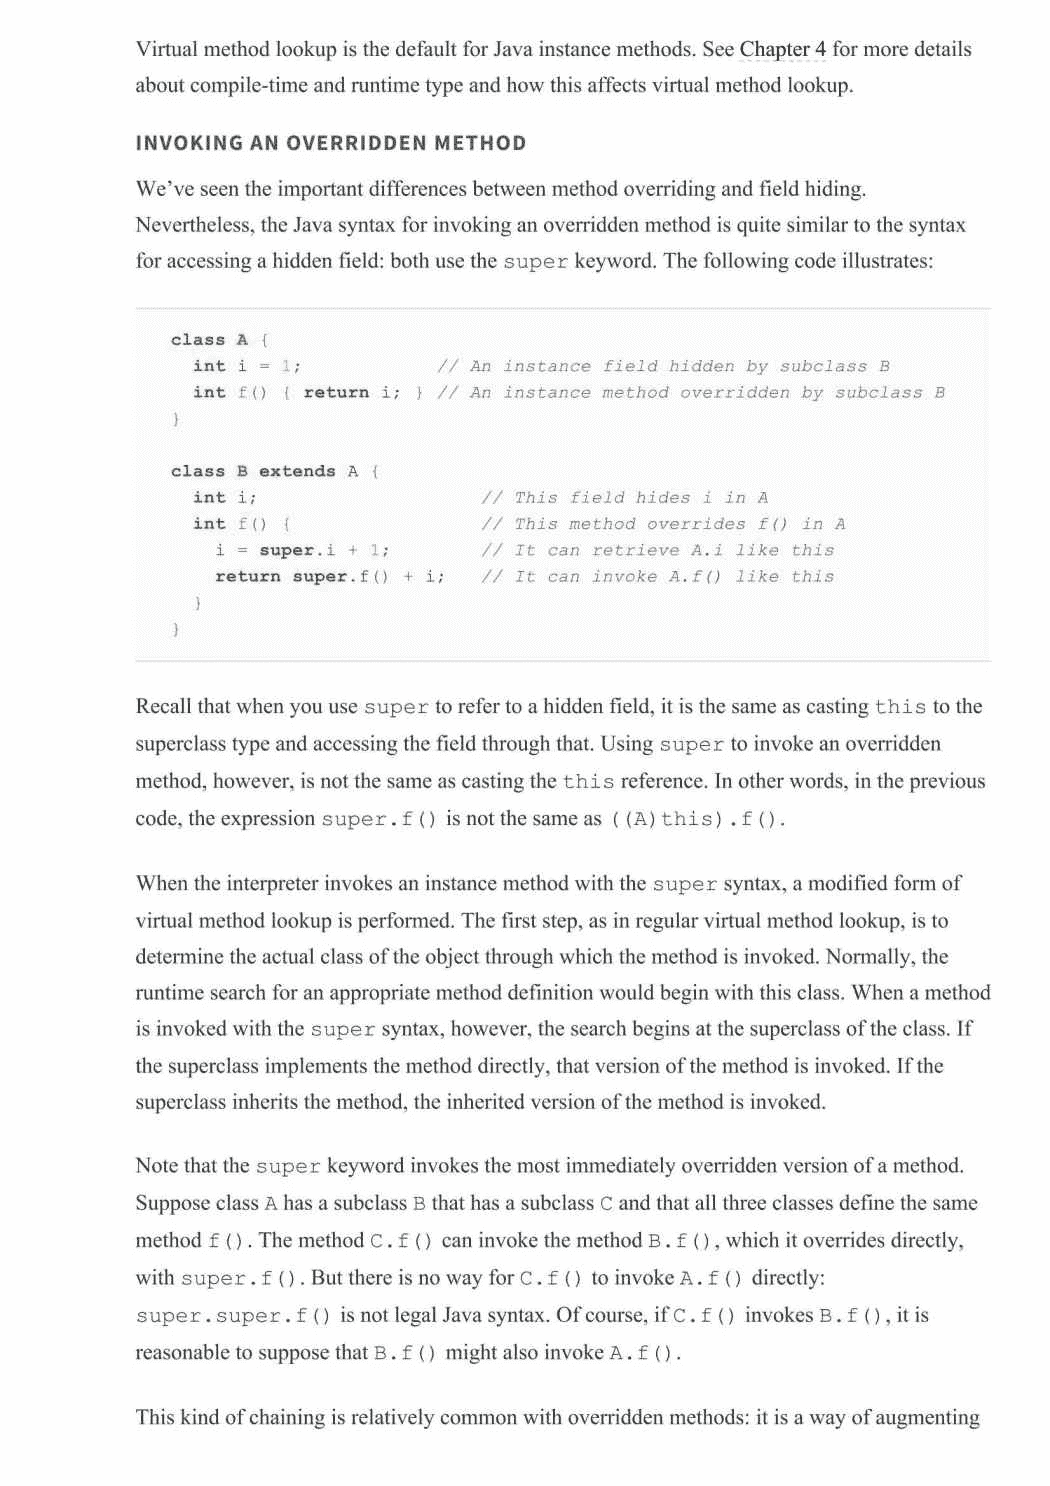 Virtual method lookup is the default for Java instance methods. See Chapter 4 for more details
about compile-time and runtime type and how this affects virtual method lookup.
INVOKING AN OVERRIDDEN METHOD
We've seen the important differences between method overriding and field hiding.
Nevertheless, the Java syntax for invoking an overridden method is quite similar to the syntax
for accessing a hidden field: both use the super keyword. The following code illustrates:
class A {
  int i = 1;            // An instance field hidden by subclass B
  int f() { return i; } // An instance method overridden by subclass B
}
class B extends A {
  int i;                    // This field hides i in A
  int f() {                 // This method overrides f() in A
    i = super.i + 1;        // It can retrieve A.i like this
    return super.f() + i;   // It can invoke A.f() like this
  }
}
Recall that when you use super to refer to a hidden field, it is the same as casting this to the
superclass type and accessing the field through that. Using super to invoke an overridden
method, however, is not the same as casting the this reference. In other words, in the previous
code, the expression super.f() is not the same as ((A)this).f().
When the interpreter invokes an instance method with the super syntax, a modified form of
virtual method lookup is performed. The first step, as in regular virtual method lookup, is to
determine the actual class of the object through which the method is invoked. Normally, the
runtime search for an appropriate method definition would begin with this class. When a method
is invoked with the super syntax, however, the search begins at the superclass of the class. If
the superclass implements the method directly, that version of the method is invoked. If the
superclass inherits the method, the inherited version of the method is invoked.
Note that the super keyword invokes the most immediately overridden version of a method.
Suppose class A has a subclass B that has a subclass C and that all three classes define the same
method f(). The method C.f() can invoke the method B.f(), which it overrides directly,
with super.f(). But there is no way for C.f() to invoke A.f() directly:
super.super.f() is not legal Java syntax. Of course, if C.f() invokes B.f(), it is
reasonable to suppose that B.f() might also invoke A.f().
This kind of chaining is relatively common with overridden methods: it is a way of augmenting